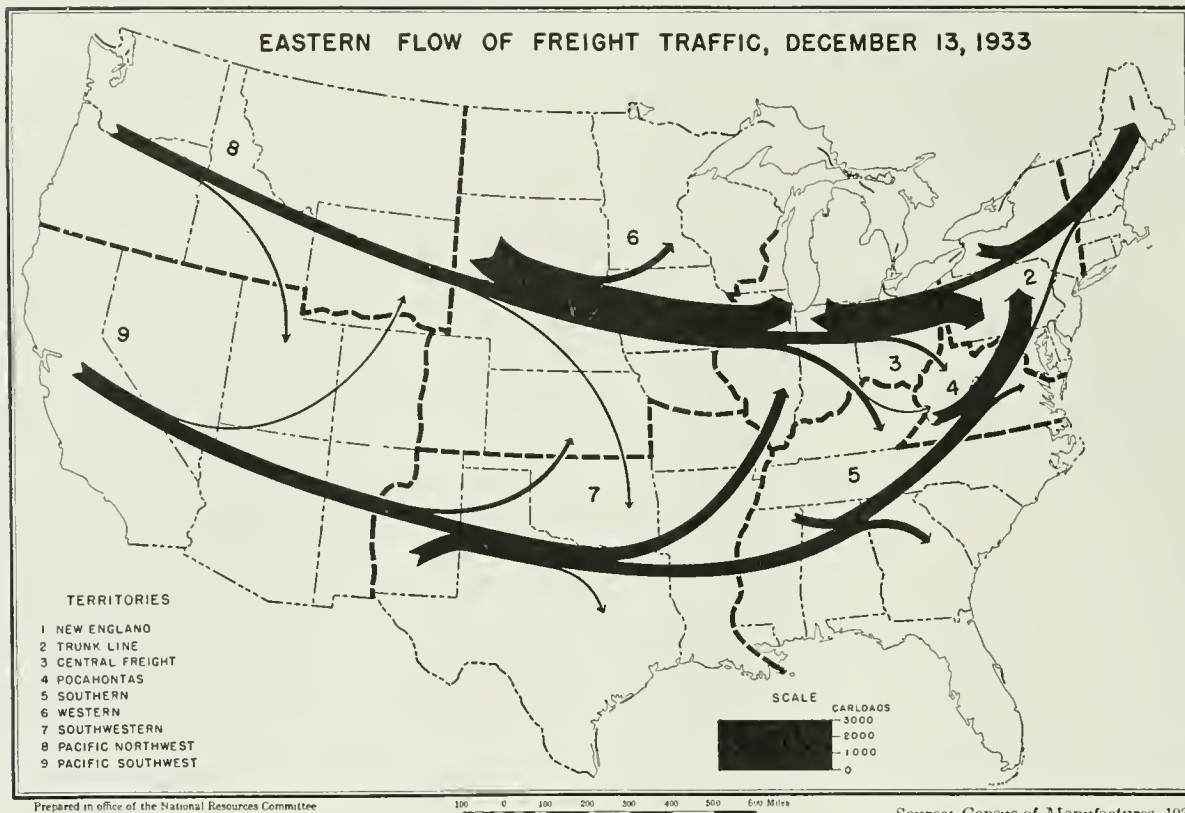 EASTERN FLOW OF FREIGHT TRAFFIC, DECEMBER 13, 1933
1
8
6
2
9
3
4
5
7
TERRITORIES
1 NEW ENGLAND
2 TRUNK LINE
3 CENTRAL FREIGHT
4 POCAHONTAS
5 SOUTHERN
6 WESTERN
7 SOUTHWESTERN
8 PACIFIC NORTHWEST
9 PACIFIC SOUTHWEST
SCALE
CARLOADS
3000
2000
1000
0
Prepared in office of the National Resources Committee
100 0 100 200 300 400 500 600 Miles
Source: Census of Manufactures,